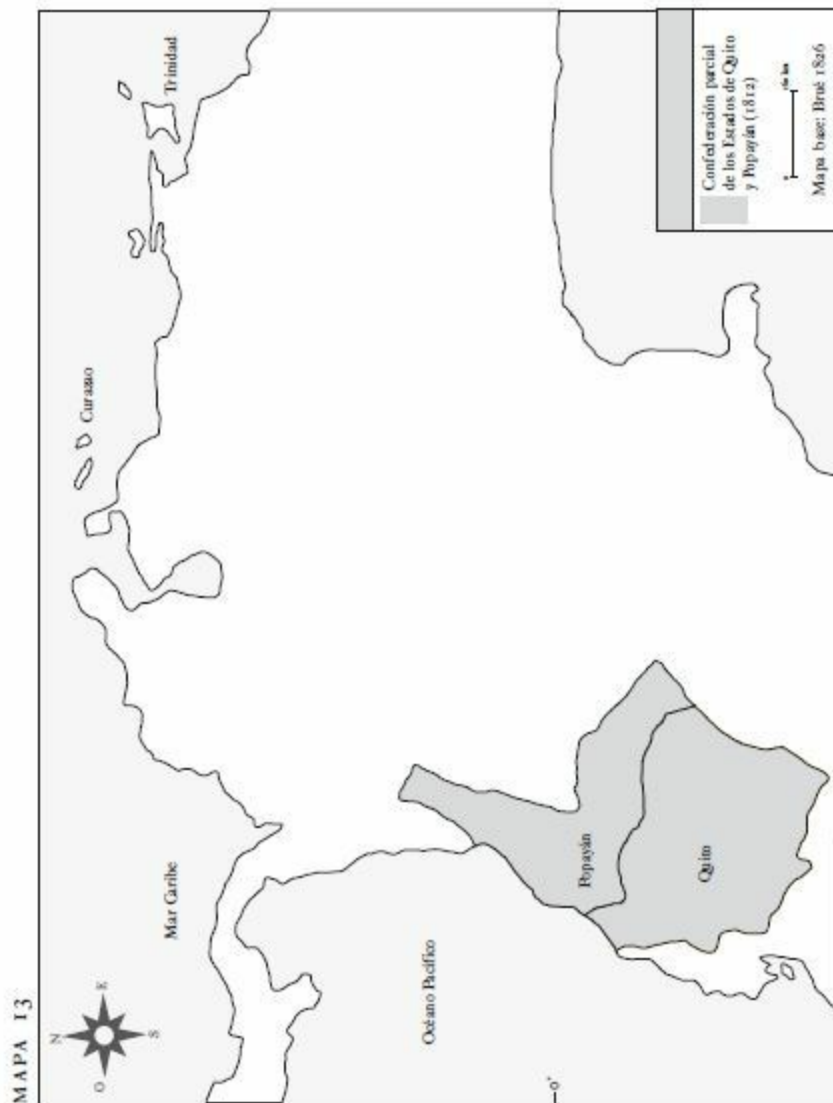 MAPA 13
N
O
E
S
Mar Caribe
Curazao
Trinidad
Océano Pacífico
Popayán
Quito
0°
Confederación parcial
de los Estados de Quito
y Popayán (1812)
0
Mapa base: Brué 1826